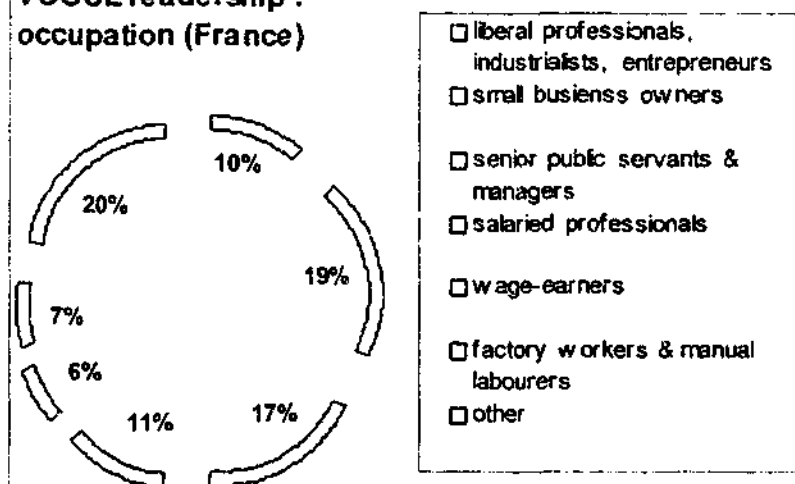 occupation (France)
10%
20%
19%
7%
6%
11%
17%
liberal professionals,
industrialists, entrepreneurs
small busienss owners
senior public servants &
managers
salaried professionals
wage-earners
factory workers & manual
labourers
other